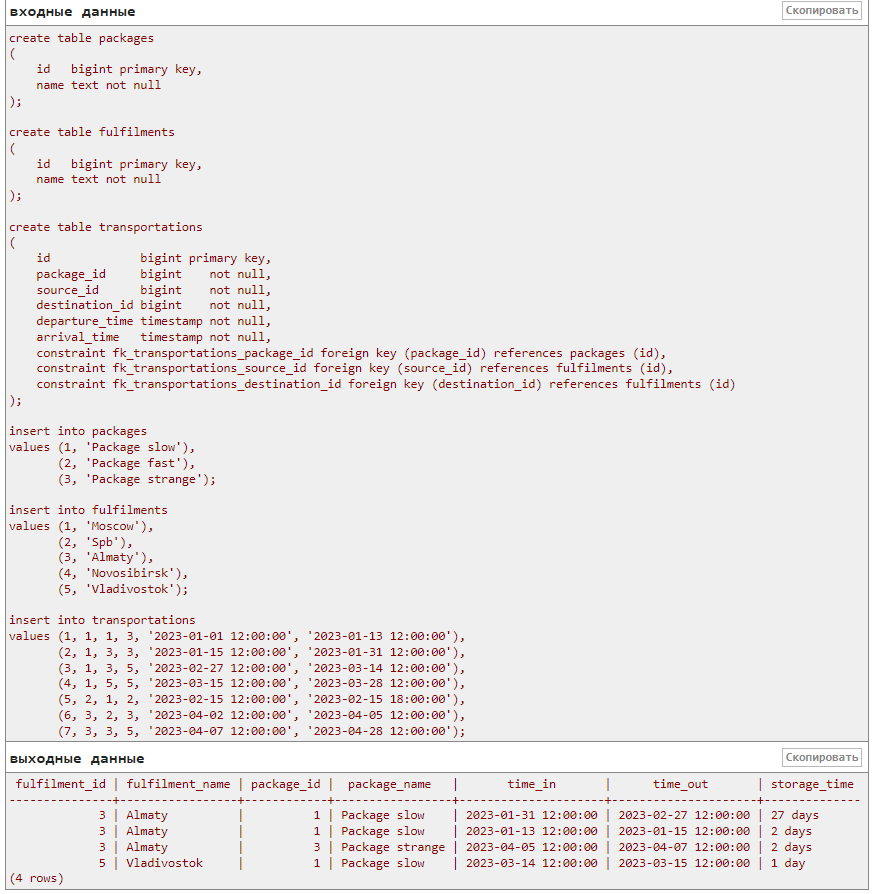 входные данные
Скопировать
create table packages
(
    id   bigint primary key,
    name text not null
);

create table fulfilments
(
    id   bigint primary key,
    name text not null
);

create table transportations
(
    id             bigint primary key,
    package_id     bigint    not null,
    source_id      bigint    not null,
    destination_id bigint    not null,
    departure_time timestamp not null,
    arrival_time   timestamp not null,
    constraint fk_transportations_package_id foreign key (package_id) references packages (id),
    constraint fk_transportations_source_id foreign key (source_id) references fulfilments (id),
    constraint fk_transportations_destination_id foreign key (destination_id) references fulfilments (id)
);

insert into packages
values (1, 'Package slow'),
       (2, 'Package fast'),
       (3, 'Package strange');

insert into fulfilments
values (1, 'Moscow'),
       (2, 'Spb'),
       (3, 'Almaty'),
       (4, 'Novosibirsk'),
       (5, 'Vladivostok');

insert into transportations
values (1, 1, 1, 3, '2023-01-01 12:00:00', '2023-01-13 12:00:00'),
       (2, 1, 3, 3, '2023-01-15 12:00:00', '2023-01-31 12:00:00'),
       (3, 1, 3, 5, '2023-02-27 12:00:00', '2023-03-14 12:00:00'),
       (4, 1, 5, 5, '2023-03-15 12:00:00', '2023-03-28 12:00:00'),
       (5, 2, 1, 2, '2023-02-15 12:00:00', '2023-02-15 18:00:00'),
       (6, 3, 2, 3, '2023-04-02 12:00:00', '2023-04-05 12:00:00'),
       (7, 3, 3, 5, '2023-04-07 12:00:00', '2023-04-28 12:00:00');
выходные данные
Скопировать
 fulfilment_id | fulfilment_name | package_id |  package_name   |       time_in       |      time_out       | storage_time
---------------+-----------------+------------+-----------------+---------------------+---------------------+--------------
             3 | Almaty          |          1 | Package slow    | 2023-01-31 12:00:00 | 2023-02-27 12:00:00 | 27 days
             3 | Almaty          |          1 | Package slow    | 2023-01-13 12:00:00 | 2023-01-15 12:00:00 | 2 days
             3 | Almaty          |          3 | Package strange | 2023-04-05 12:00:00 | 2023-04-07 12:00:00 | 2 days
             5 | Vladivostok     |          1 | Package slow    | 2023-03-14 12:00:00 | 2023-03-15 12:00:00 | 1 day
(4 rows)